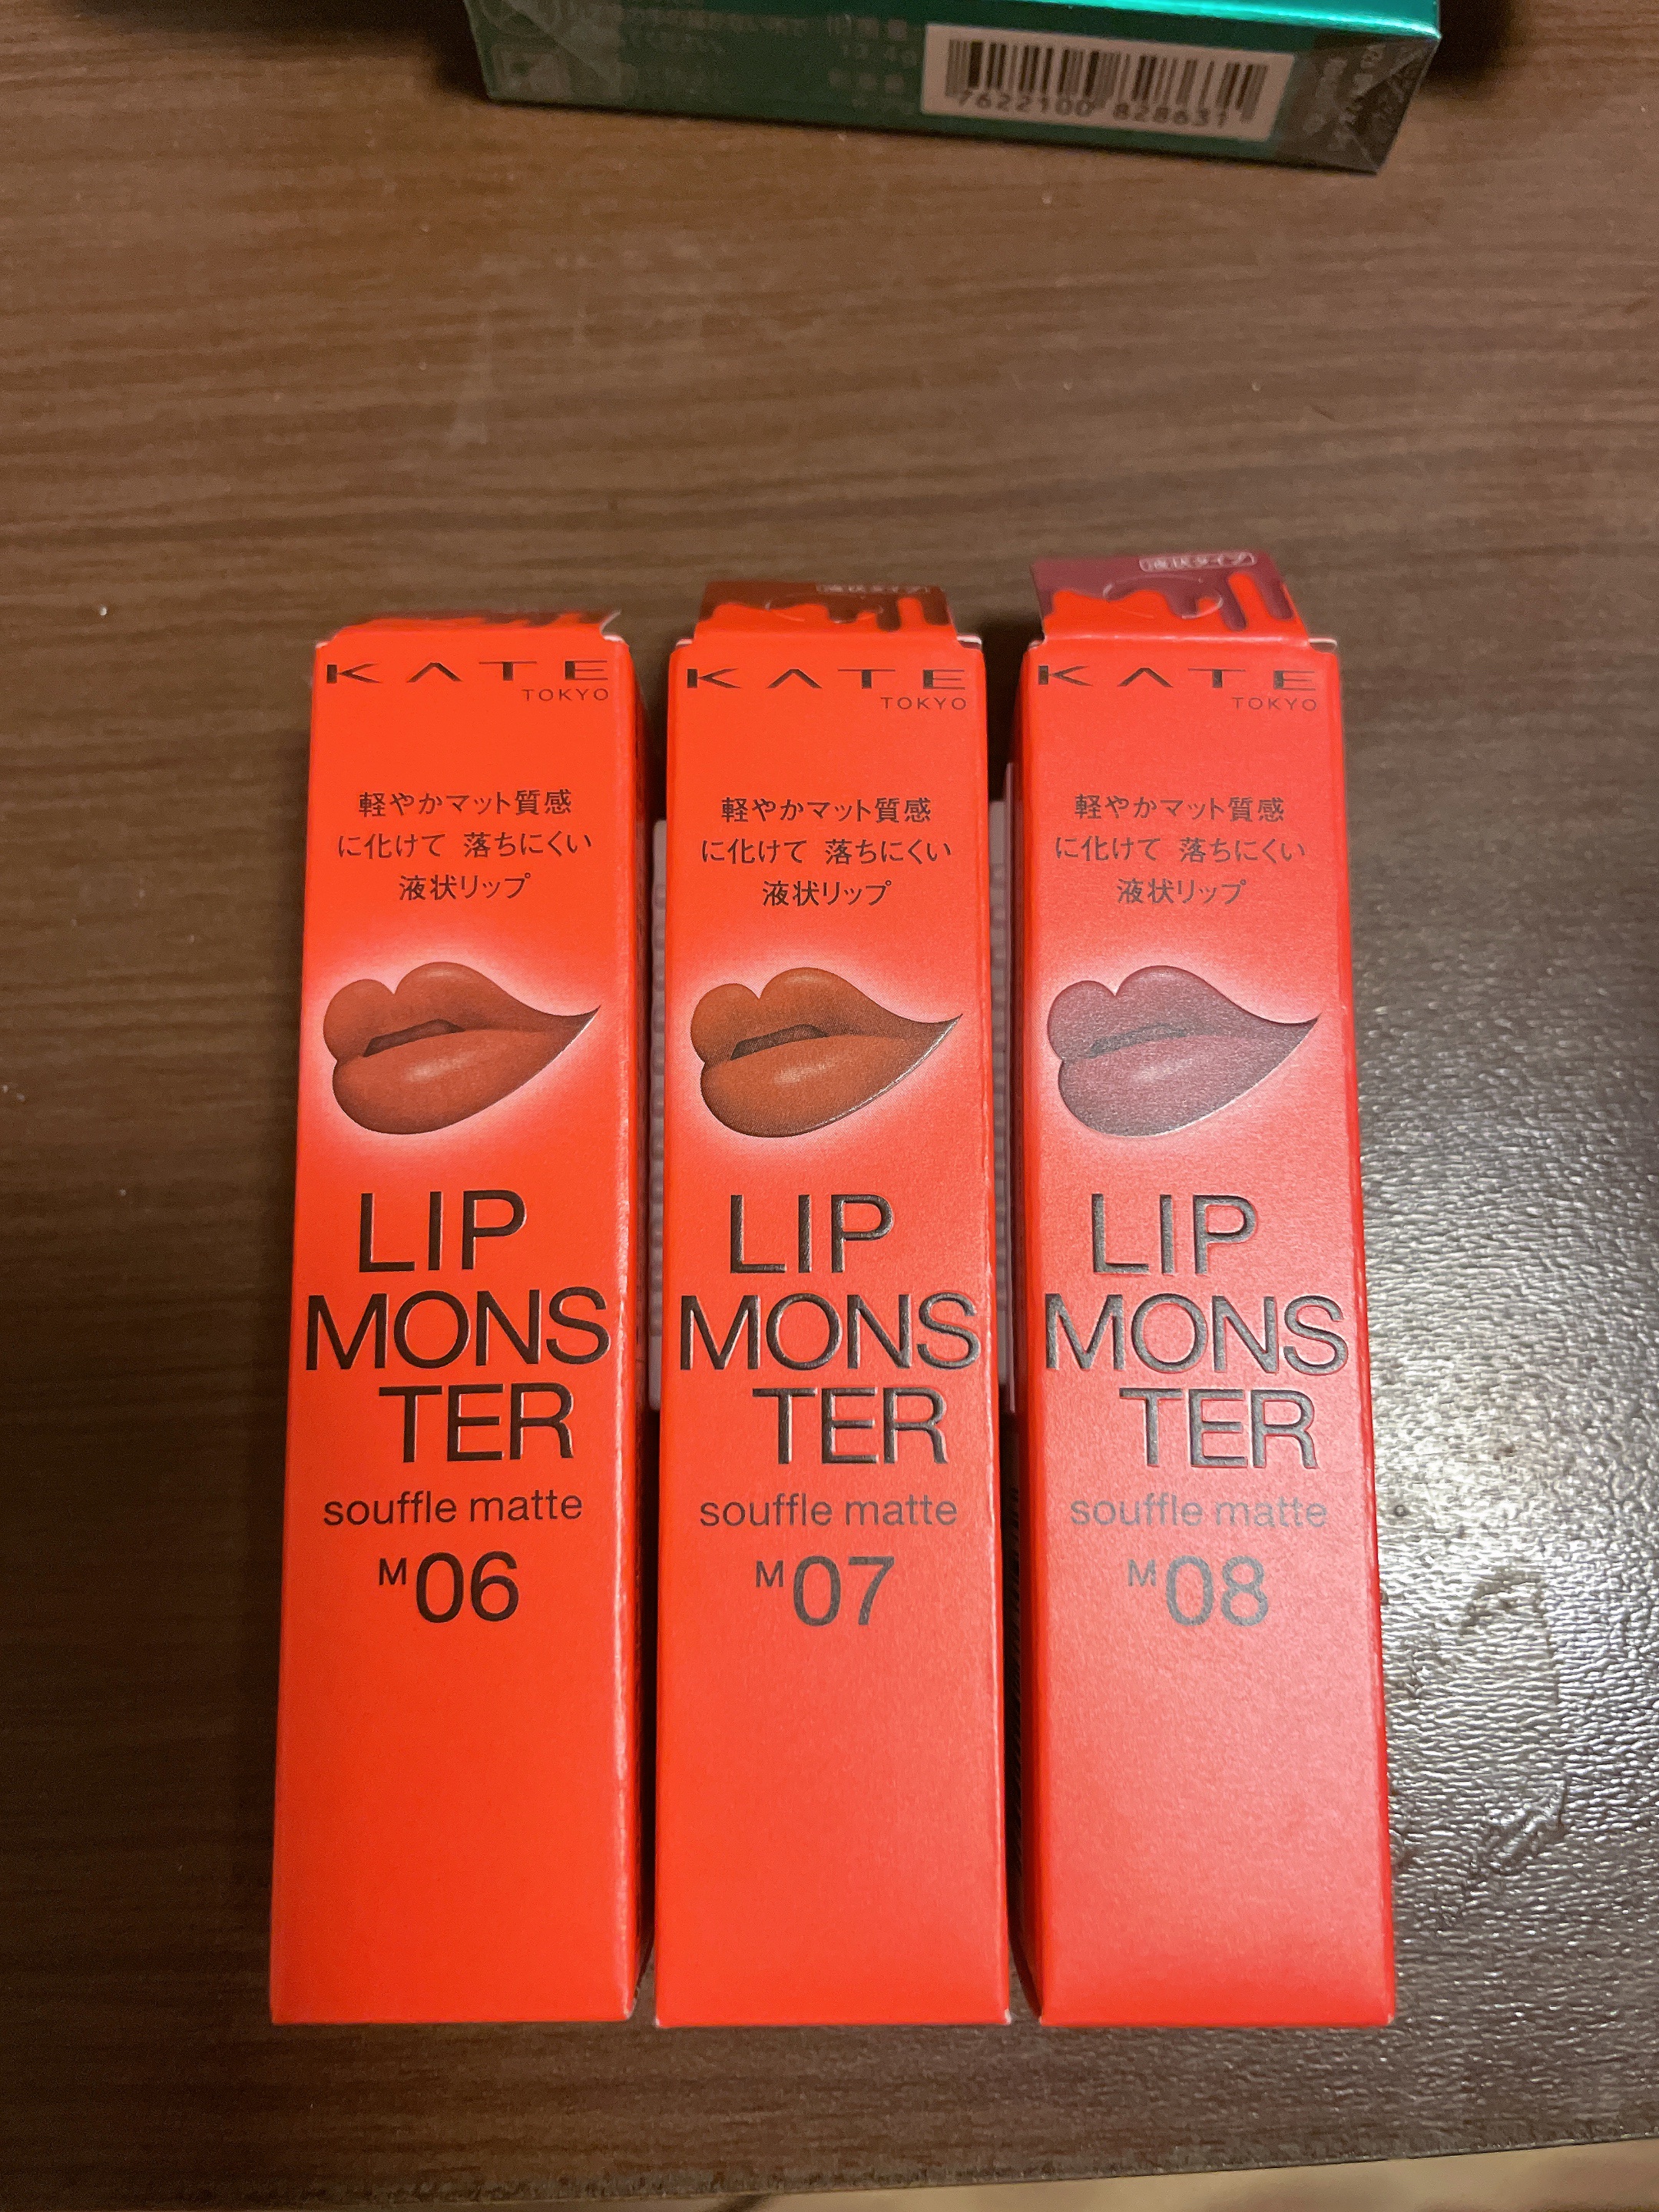 7622100 828631
KATE
TOKYO
軽やかマット質感
に化けて 落ちにくい
液状リップ
LIP
MONS
TER
souffle matte
M06
液状タイプ
KATE
TOKYO
軽やかマット質感
に化けて 落ちにくい
液状リップ
LIP
MONS
TER
souffle matte
M07
液状タイプ
KATE
TOKYO
軽やかマット質感
に化けて 落ちにくい
液状リップ
LIP
MONS
TER
souffle matte
M08